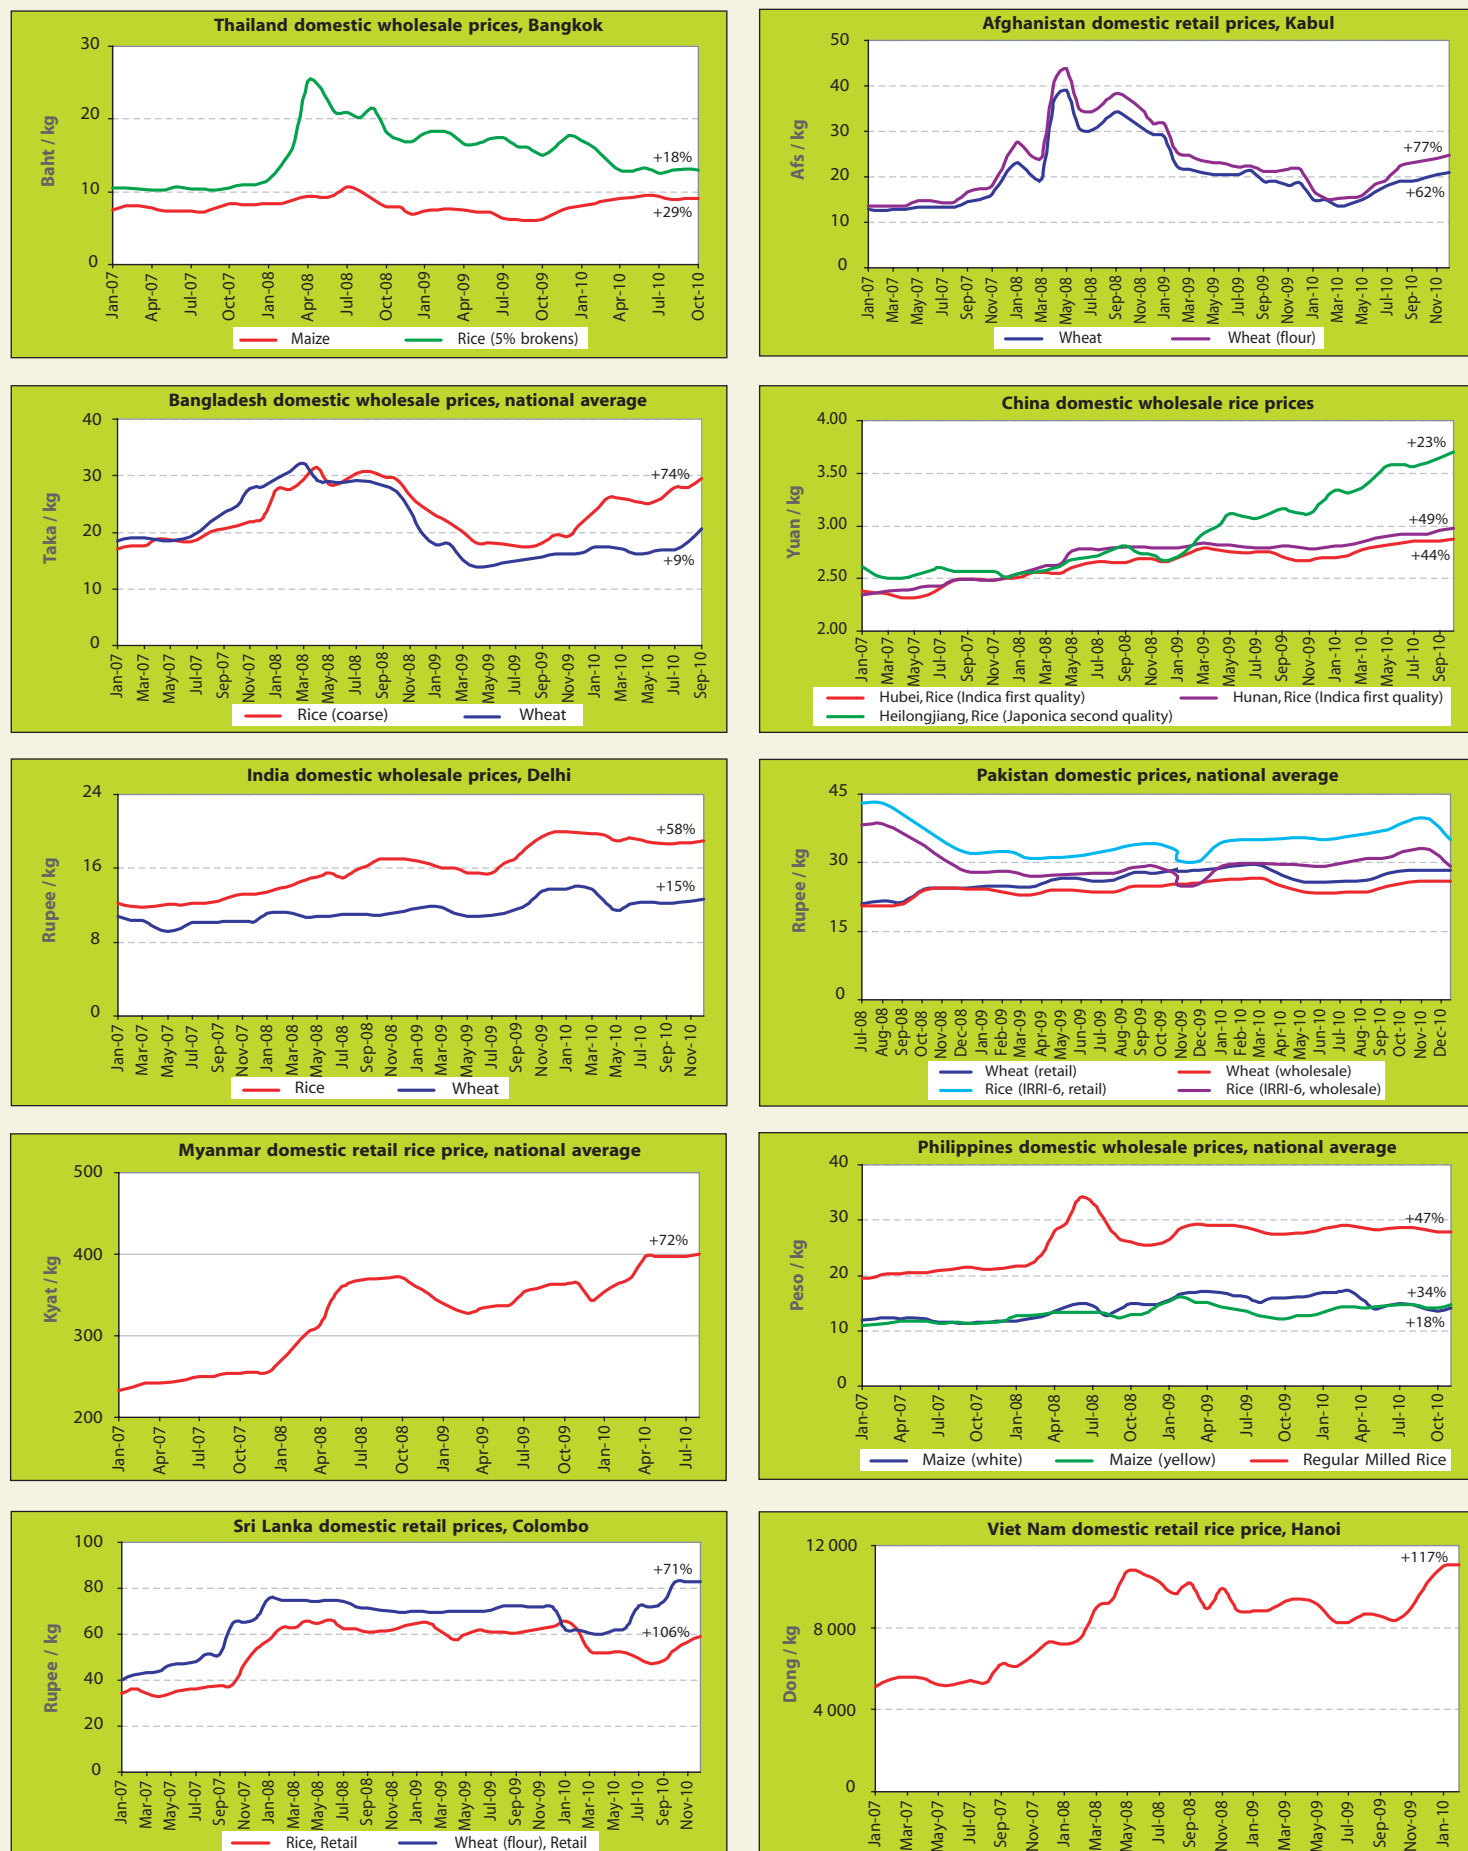 Thailand domestic wholesale prices, Bangkok
Baht / kg
30
20
10
0
+18%
+29%
Jan-07 Apr-07 Jul-07 Oct-07 Jan-08 Apr-08 Jul-08 Oct-08 Jan-09 Apr-09 Jul-09 Oct-09 Jan-10 Apr-10 Jul-10 Oct-10
Maize Rice (5% brokens)
Afghanistan domestic retail prices, Kabul
Afs / kg
50
40
30
20
10
0
+77%
+62%
Jan-07 Mar-07 May-07 Jul-07 Sep-07 Nov-07 Jan-08 Mar-08 May-08 Jul-08 Sep-08 Nov-08 Jan-09 Mar-09 May-09 Jul-09 Sep-09 Nov-09 Jan-10 Mar-10 May-10 Jul-10 Sep-10 Nov-10
Wheat Wheat (flour)
Bangladesh domestic wholesale prices, national average
Taka / kg
40
30
20
10
0
+74%
+9%
Jan-07 Mar-07 May-07 Jul-07 Sep-07 Nov-07 Jan-08 Mar-08 May-08 Jul-08 Sep-08 Nov-08 Jan-09 Mar-09 May-09 Jul-09 Sep-09 Nov-09 Jan-10 Mar-10 May-10 Jul-10 Sep-10
Rice (coarse) Wheat
China domestic wholesale rice prices
Yuan / kg
4.00
3.50
3.00
2.50
2.00
+23%
+49%
+44%
Jan-07 Mar-07 May-07 Jul-07 Sep-07 Nov-07 Jan-08 Mar-08 May-08 Jul-08 Sep-08 Nov-08 Jan-09 Mar-09 May-09 Jul-09 Sep-09 Nov-09 Jan-10 Mar-10 May-10 Jul-10 Sep-10
Hubei, Rice (Indica first quality) Hunan, Rice (Indica first quality)
Heilongjiang, Rice (Japonica second quality)
India domestic wholesale prices, Delhi
Rupee / kg
24
16
8
0
+58%
+15%
Jan-07 Mar-07 May-07 Jul-07 Sep-07 Nov-07 Jan-08 Mar-08 May-08 Jul-08 Sep-08 Nov-08 Jan-09 Mar-09 May-09 Jul-09 Sep-09 Nov-09 Jan-10 Mar-10 May-10 Jul-10 Sep-10 Nov-10
Rice Wheat
Pakistan domestic prices, national average
Rupee / kg
45
30
15
0
Jul-08 Aug-08 Sep-08 Oct-08 Nov-08 Dec-08 Jan-09 Feb-09 Mar-09 Apr-09 May-09 Jun-09 Jul-09 Aug-09 Sep-09 Oct-09 Nov-09 Dec-09 Jan-10 Feb-10 Mar-10 Apr-10 May-10 Jun-10 Jul-10 Aug-10 Sep-10 Oct-10 Nov-10 Dec-10
Wheat (retail) Wheat (wholesale)
Rice (IRRI-6, retail) Rice (IRRI-6, wholesale)
Myanmar domestic retail rice price, national average
Kyat / kg
500
400
300
200
+72%
Jan-07 Apr-07 Jul-07 Oct-07 Jan-08 Apr-08 Jul-08 Oct-08 Jan-09 Apr-09 Jul-09 Oct-09 Jan-10 Apr-10 Jul-10
Philippines domestic wholesale prices, national average
Peso / kg
40
30
20
10
0
+47%
+34%
+18%
Jan-07 Apr-07 Jul-07 Oct-07 Jan-08 Apr-08 Jul-08 Oct-08 Jan-09 Apr-09 Jul-09 Oct-09 Jan-10 Apr-10 Jul-10 Oct-10
Maize (white) Maize (yellow) Regular Milled Rice
Sri Lanka domestic retail prices, Colombo
Rupee / kg
100
80
60
40
20
0
+71%
+106%
Jan-07 Mar-07 May-07 Jul-07 Sep-07 Nov-07 Jan-08 Mar-08 May-08 Jul-08 Sep-08 Nov-08 Jan-09 Mar-09 May-09 Jul-09 Sep-09 Nov-09 Jan-10 Mar-10 May-10 Jul-10 Sep-10 Nov-10
Rice, Retail Wheat (flour), Retail
Viet Nam domestic retail rice price, Hanoi
Dong / kg
12 000
8 000
4 000
0
+117%
Jan-07 Mar-07 May-07 Jul-07 Sep-07 Nov-07 Jan-08 Mar-08 May-08 Jul-08 Sep-08 Nov-08 Jan-09 Mar-09 May-09 Jul-09 Sep-09 Nov-09 Jan-10